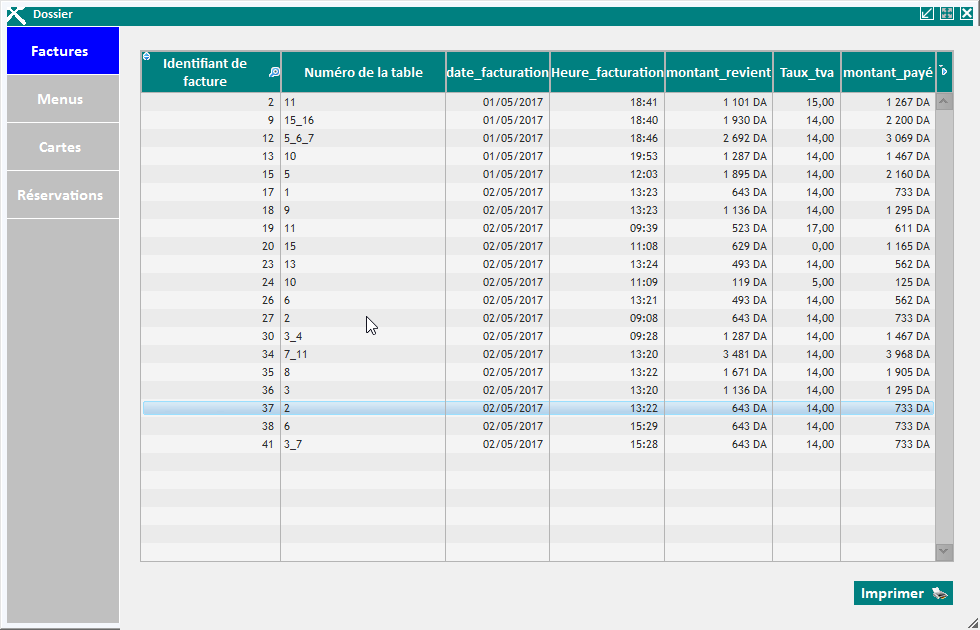 Dossier
Factures
Menus
Cartes
Réservations
Identifiant de facture Numéro de la table date_facturation Heure_facturation montant_revient Taux_tva montant_payé
2 11 01/05/2017 18:41 1 101 DA 15,00 1 267 DA
9 15_16 01/05/2017 18:40 1 930 DA 14,00 2 200 DA
12 5_6_7 01/05/2017 18:46 2 692 DA 14,00 3 069 DA
13 10 01/05/2017 19:53 1 287 DA 14,00 1 467 DA
15 5 01/05/2017 12:03 1 895 DA 14,00 2 160 DA
17 1 02/05/2017 13:23 643 DA 14,00 733 DA
18 9 02/05/2017 13:23 1 136 DA 14,00 1 295 DA
19 11 02/05/2017 09:39 523 DA 17,00 611 DA
20 15 02/05/2017 11:08 629 DA 0,00 1 165 DA
23 13 02/05/2017 13:24 493 DA 14,00 562 DA
24 10 02/05/2017 11:09 119 DA 5,00 125 DA
26 6 02/05/2017 13:21 493 DA 14,00 562 DA
27 2 02/05/2017 09:08 643 DA 14,00 733 DA
30 3_4 02/05/2017 09:28 1 287 DA 14,00 1 467 DA
34 7_11 02/05/2017 13:20 3 481 DA 14,00 3 968 DA
35 8 02/05/2017 13:22 1 671 DA 14,00 1 905 DA
36 3 02/05/2017 13:20 1 136 DA 14,00 1 295 DA
37 2 02/05/2017 13:22 643 DA 14,00 733 DA
38 6 02/05/2017 15:29 643 DA 14,00 733 DA
41 3_7 02/05/2017 15:28 643 DA 14,00 733 DA
Imprimer